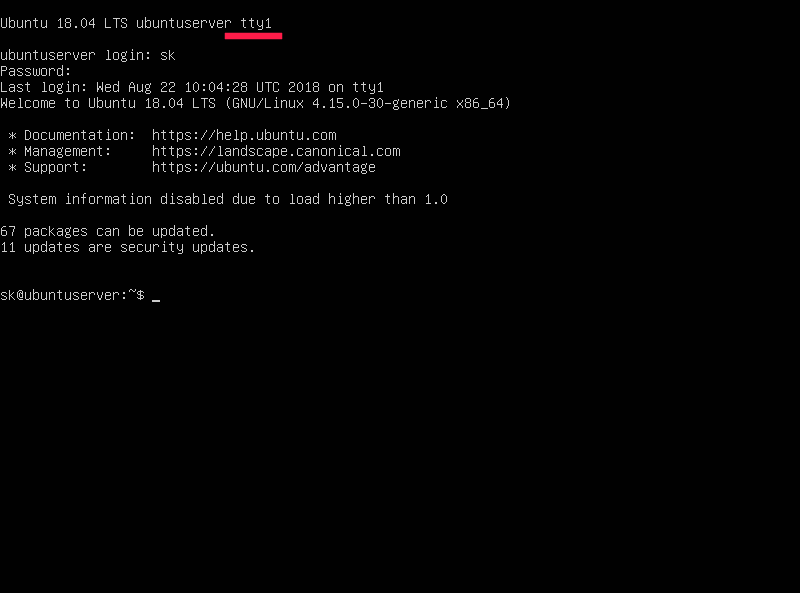 Ubuntu 18.04 LTS ubuntuserver tty1
ubuntuserver login: sk
Password:
Last login: Wed Aug 22 10:04:28 UTC 2018 on tty1
Welcome to Ubuntu 18.04 LTS (GNU/Linux 4.15.0-30-generic x86_64)
* Documentation:  https://help.ubuntu.com
* Management:     https://landscape.canonical.com
* Support:        https://ubuntu.com/advantage
System information disabled due to load higher than 1.0
67 packages can be updated.
11 updates are security updates.
sk@ubuntuserver:~$ _